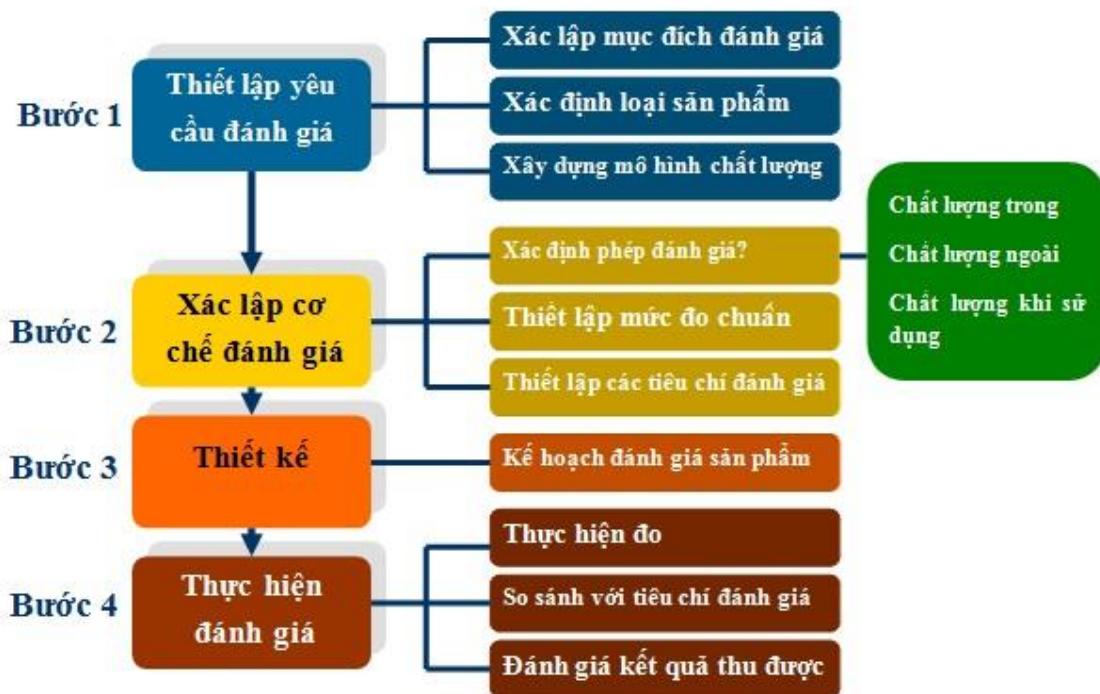 Bước 1
Thiết lập yêu
cầu đánh giá
Xác lập mục đích đánh giá
Xác định loại sản phẩm
Xây dựng mô hình chất lượng
Bước 2
Xác lập cơ
chế đánh giá
Xác định phép đánh giá?
Thiết lập mức đo chuẩn
Thiết lập các tiêu chí đánh giá
Chất lượng trong
Chất lượng ngoài
Chất lượng khi sử
dụng
Bước 3
Thiết kế
Kế hoạch đánh giá sản phẩm
Bước 4
Thực hiện
đánh giá
Thực hiện đo
So sánh với tiêu chí đánh giá
Đánh giá kết quả thu được